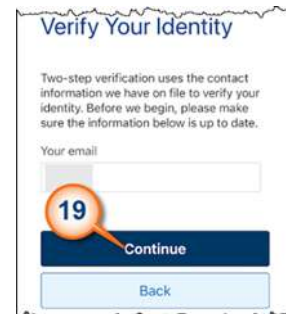 Verify Your Identity
Two-step verification uses the contact
information we have on file to verify your
identity. Before we begin, please make
sure the information below is up to date.
Your email
19
Continue
Back